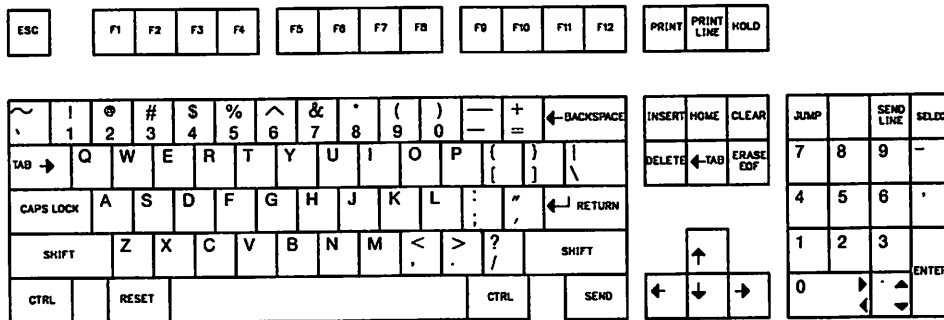 ESC F1 F2 F3 F4 F5 F6 F7 F8 F9 F10 F11 F12 PRINT PRINT LINE HOLD
~ ! @ # $ % ^ & * ( ) — + ← BACKSPACE INSERT HOME CLEAR JUMP SEND LINE SELEC
` 1 2 3 4 5 6 7 8 9 0 - =
TAB → Q W E R T Y U I O P { } | DELETE ← TAB ERASE EOF 7 8 9 -
[ ] \
CAPS LOCK A S D F G H J K L : " ↵ RETURN 4 5 6 ,
; '
SHIFT Z X C V B N M < > ? SHIFT ↑ 1 2 3 ENTER
, . /
CTRL RESET CTRL SEND ← ↓ → 0 ▶ ◀ . ▲ ▼